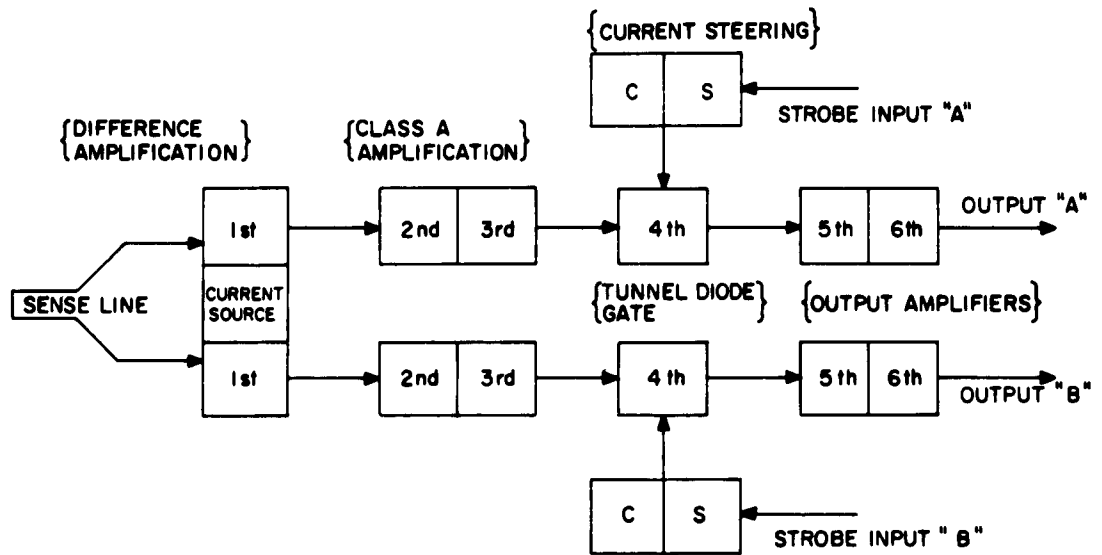 {CURRENT STEERING}
C S
STROBE INPUT "A"
{DIFFERENCE
AMPLIFICATION}
{CLASS A
AMPLIFICATION}
1st 2nd 3rd 4th 5th 6th
OUTPUT "A"
SENSE LINE
CURRENT
SOURCE
{TUNNEL DIODE
GATE}
{OUTPUT AMPLIFIERS}
1st 2nd 3rd 4th 5th 6th
OUTPUT "B"
C S
STROBE INPUT "B"